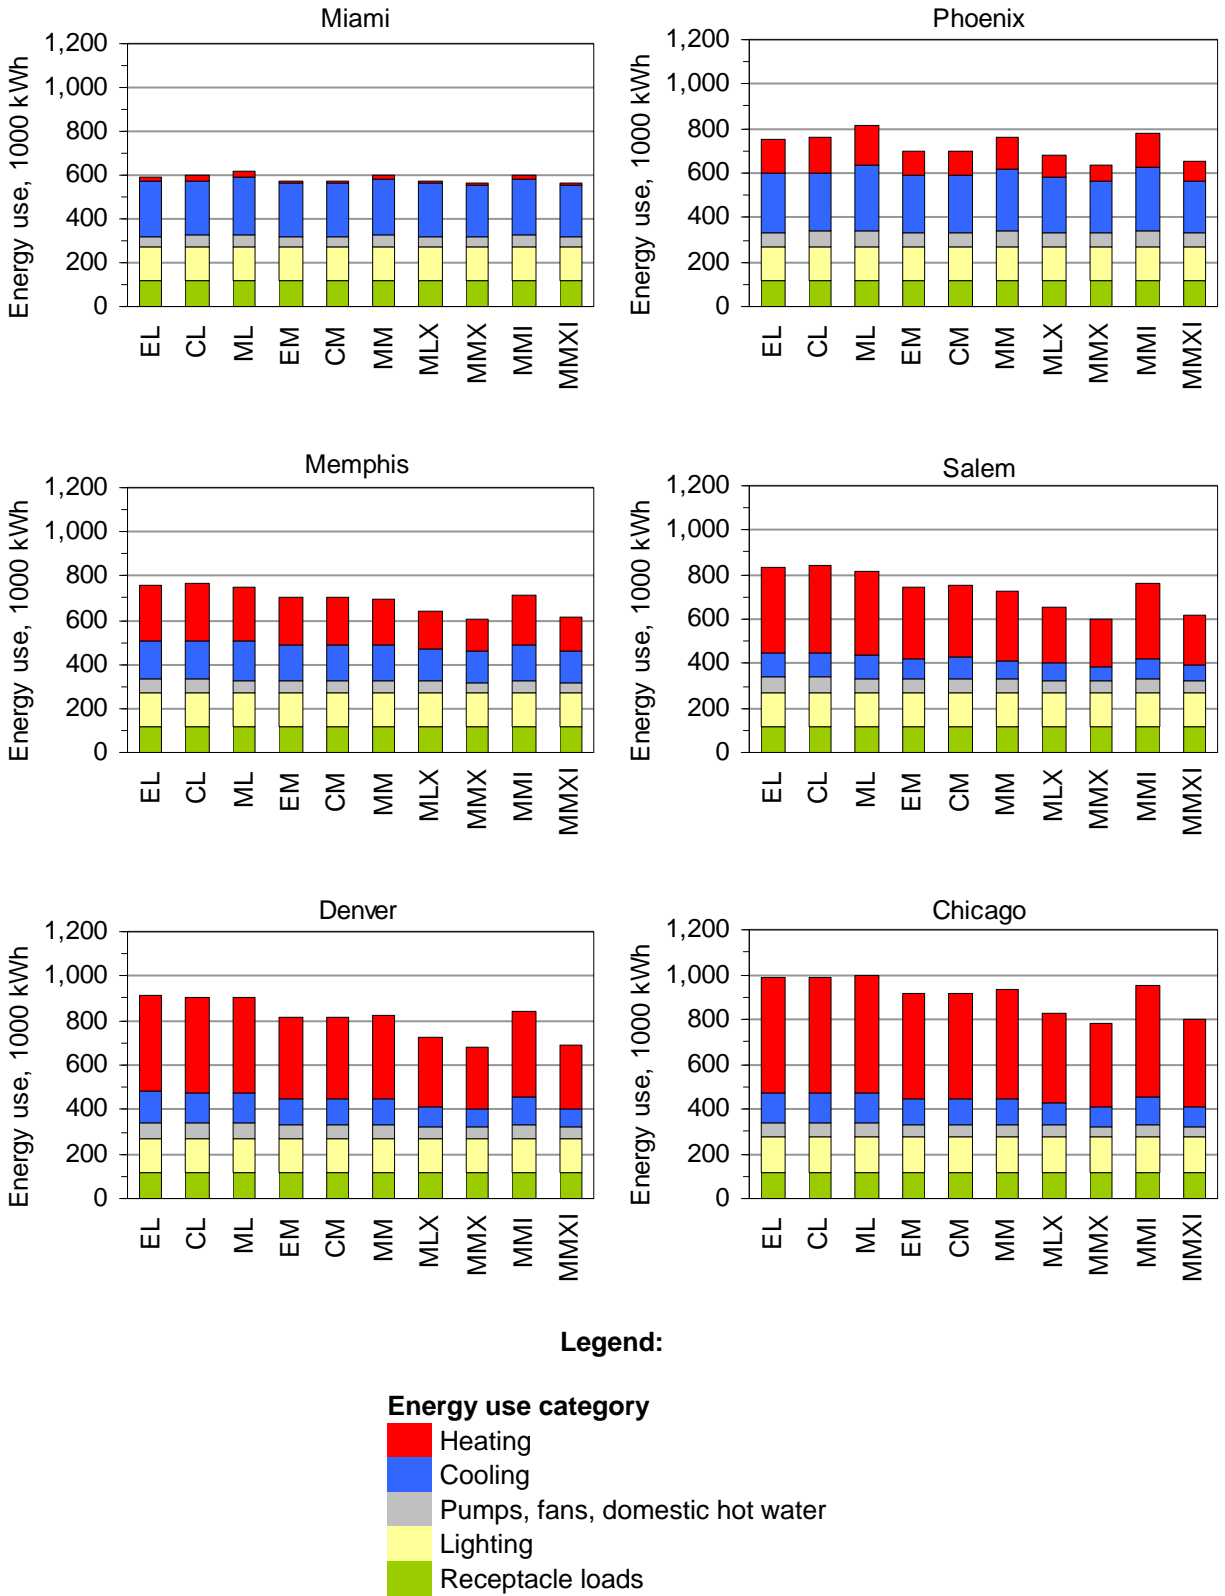 Miami
Energy use, 1000 kWh
1,200
1,000
800
600
400
200
0
EL
CL
ML
EM
CM
MM
MLX
MMX
MMI
MMXI
Phoenix
Energy use, 1000 kWh
1,200
1,000
800
600
400
200
0
EL
CL
ML
EM
CM
MM
MLX
MMX
MMI
MMXI
Memphis
Energy use, 1000 kWh
1,200
1,000
800
600
400
200
0
EL
CL
ML
EM
CM
MM
MLX
MMX
MMI
MMXI
Salem
Energy use, 1000 kWh
1,200
1,000
800
600
400
200
0
EL
CL
ML
EM
CM
MM
MLX
MMX
MMI
MMXI
Denver
Energy use, 1000 kWh
1,200
1,000
800
600
400
200
0
EL
CL
ML
EM
CM
MM
MLX
MMX
MMI
MMXI
Chicago
Energy use, 1000 kWh
1,200
1,000
800
600
400
200
0
EL
CL
ML
EM
CM
MM
MLX
MMX
MMI
MMXI
Legend:
Energy use category
Heating
Cooling
Pumps, fans, domestic hot water
Lighting
Receptacle loads